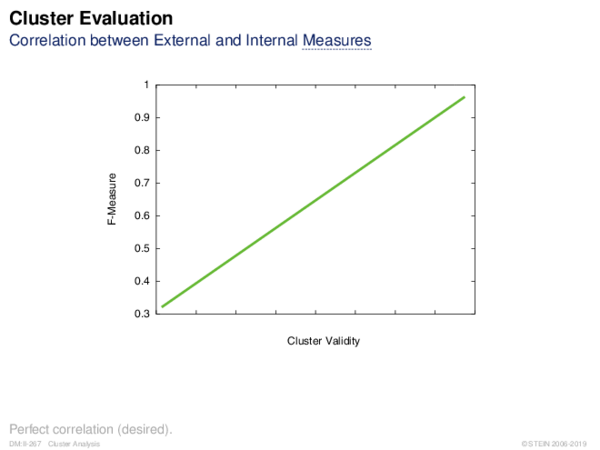 Cluster Evaluation
Correlation between External and Internal Measures
1
0.9
0.8
0.7
0.6
0.5
0.4
0.3
F-Measure
Cluster Validity
Perfect correlation (desired).
DM:II-267 Cluster Analysis
© STEIN 2006-2019